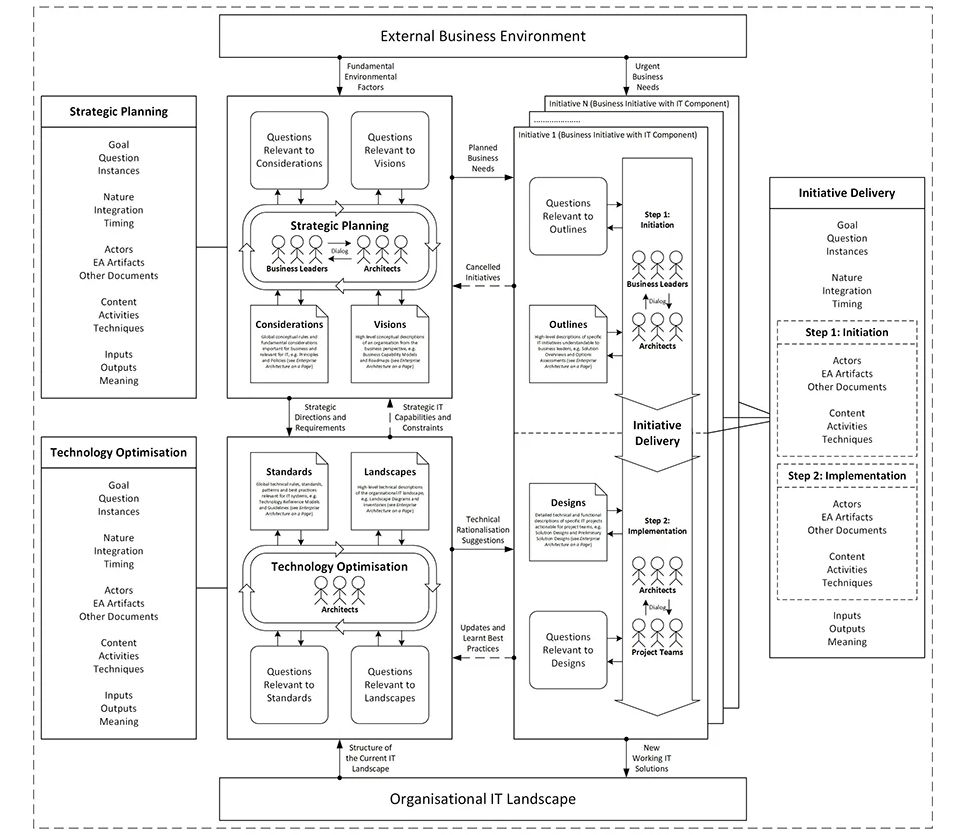 External Business Environment
Fundamental
Environmental
Factors
Urgent
Business
Needs
Strategic Planning
Goal
Question
Instances
Nature
Integration
Timing
Actors
EA Artifacts
Other Documents
Content
Activities
Techniques
Inputs
Outputs
Meaning
Questions
Relevant to
Considerations
Questions
Relevant to
Visions
Strategic Planning
Dialog
Business Leaders
Architects
Considerations
Global conceptual rules and
fundamental considerations
important for business and
relevant for IT, e.g. Principles
and Policies (see Enterprise
Architecture on a Page)
Visions
High-level conceptual descriptions
of an organisation from the
business perspective, e.g.
Business Capability Models
and Roadmaps (see Enterprise
Architecture on a Page)
Planned
Business
Needs
Cancelled
Initiatives
Strategic
Directions and
Requirements
Strategic IT
Capabilities and
Constraints
Technology Optimisation
Goal
Question
Instances
Nature
Integration
Timing
Actors
EA Artifacts
Other Documents
Content
Activities
Techniques
Inputs
Outputs
Meaning
Standards
Global technical rules, standards,
patterns and best practices
relevant for IT systems, e.g.
Technology Reference Models
and Guidelines (see Enterprise
Architecture on a Page)
Landscapes
High-level technical descriptions
of the organisational IT landscape,
e.g. Landscape Diagrams and
Inventories (see Enterprise
Architecture on a Page)
Technology Optimisation
Architects
Questions
Relevant to
Standards
Questions
Relevant to
Landscapes
Technical
Rationalisation
Suggestions
Updates and
Learnt Best
Practices
Initiative N (Business Initiative with IT Component)
.....................
Initiative 1 (Business Initiative with IT Component)
Questions
Relevant to
Outlines
Step 1:
Initiation
Business Leaders
Dialog
Architects
Outlines
High-level descriptions of specific
IT initiatives understandable to
business leaders, e.g. Solution
Overviews and Options
Assessments (see Enterprise
Architecture on a Page)
Initiative
Delivery
Designs
Detailed technical and functional
descriptions of specific IT projects
actionable for project teams, e.g.
Solution Designs and Preliminary
Solution Designs (see Enterprise
Architecture on a Page)
Step 2:
Implementation
Architects
Dialog
Project Teams
Questions
Relevant to
Designs
Initiative Delivery
Goal
Question
Instances
Nature
Integration
Timing
Step 1: Initiation
Actors
EA Artifacts
Other Documents
Content
Activities
Techniques
Step 2: Implementation
Actors
EA Artifacts
Other Documents
Content
Activities
Techniques
Inputs
Outputs
Meaning
Structure of
the Current IT
Landscape
New
Working IT
Solutions
Organisational IT Landscape